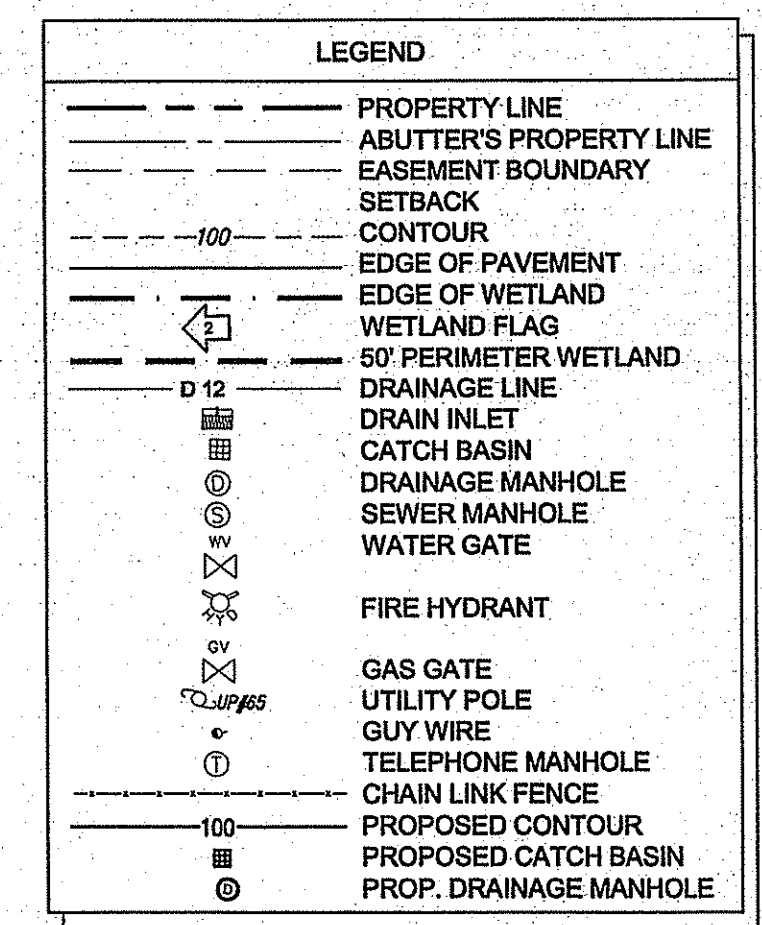 LEGEND
PROPERTY LINE
ABUTTER'S PROPERTY LINE
EASEMENT BOUNDARY
SETBACK
100 CONTOUR
EDGE OF PAVEMENT
EDGE OF WETLAND
2 WETLAND FLAG
50' PERIMETER WETLAND
D 12 DRAINAGE LINE
DRAIN INLET
CATCH BASIN
D DRAINAGE MANHOLE
S SEWER MANHOLE
WV WATER GATE
FIRE HYDRANT
GV
GAS GATE
UP#65 UTILITY POLE
GUY WIRE
T TELEPHONE MANHOLE
x x x x x x x CHAIN LINK FENCE
100 PROPOSED CONTOUR
PROPOSED CATCH BASIN
D PROP. DRAINAGE MANHOLE